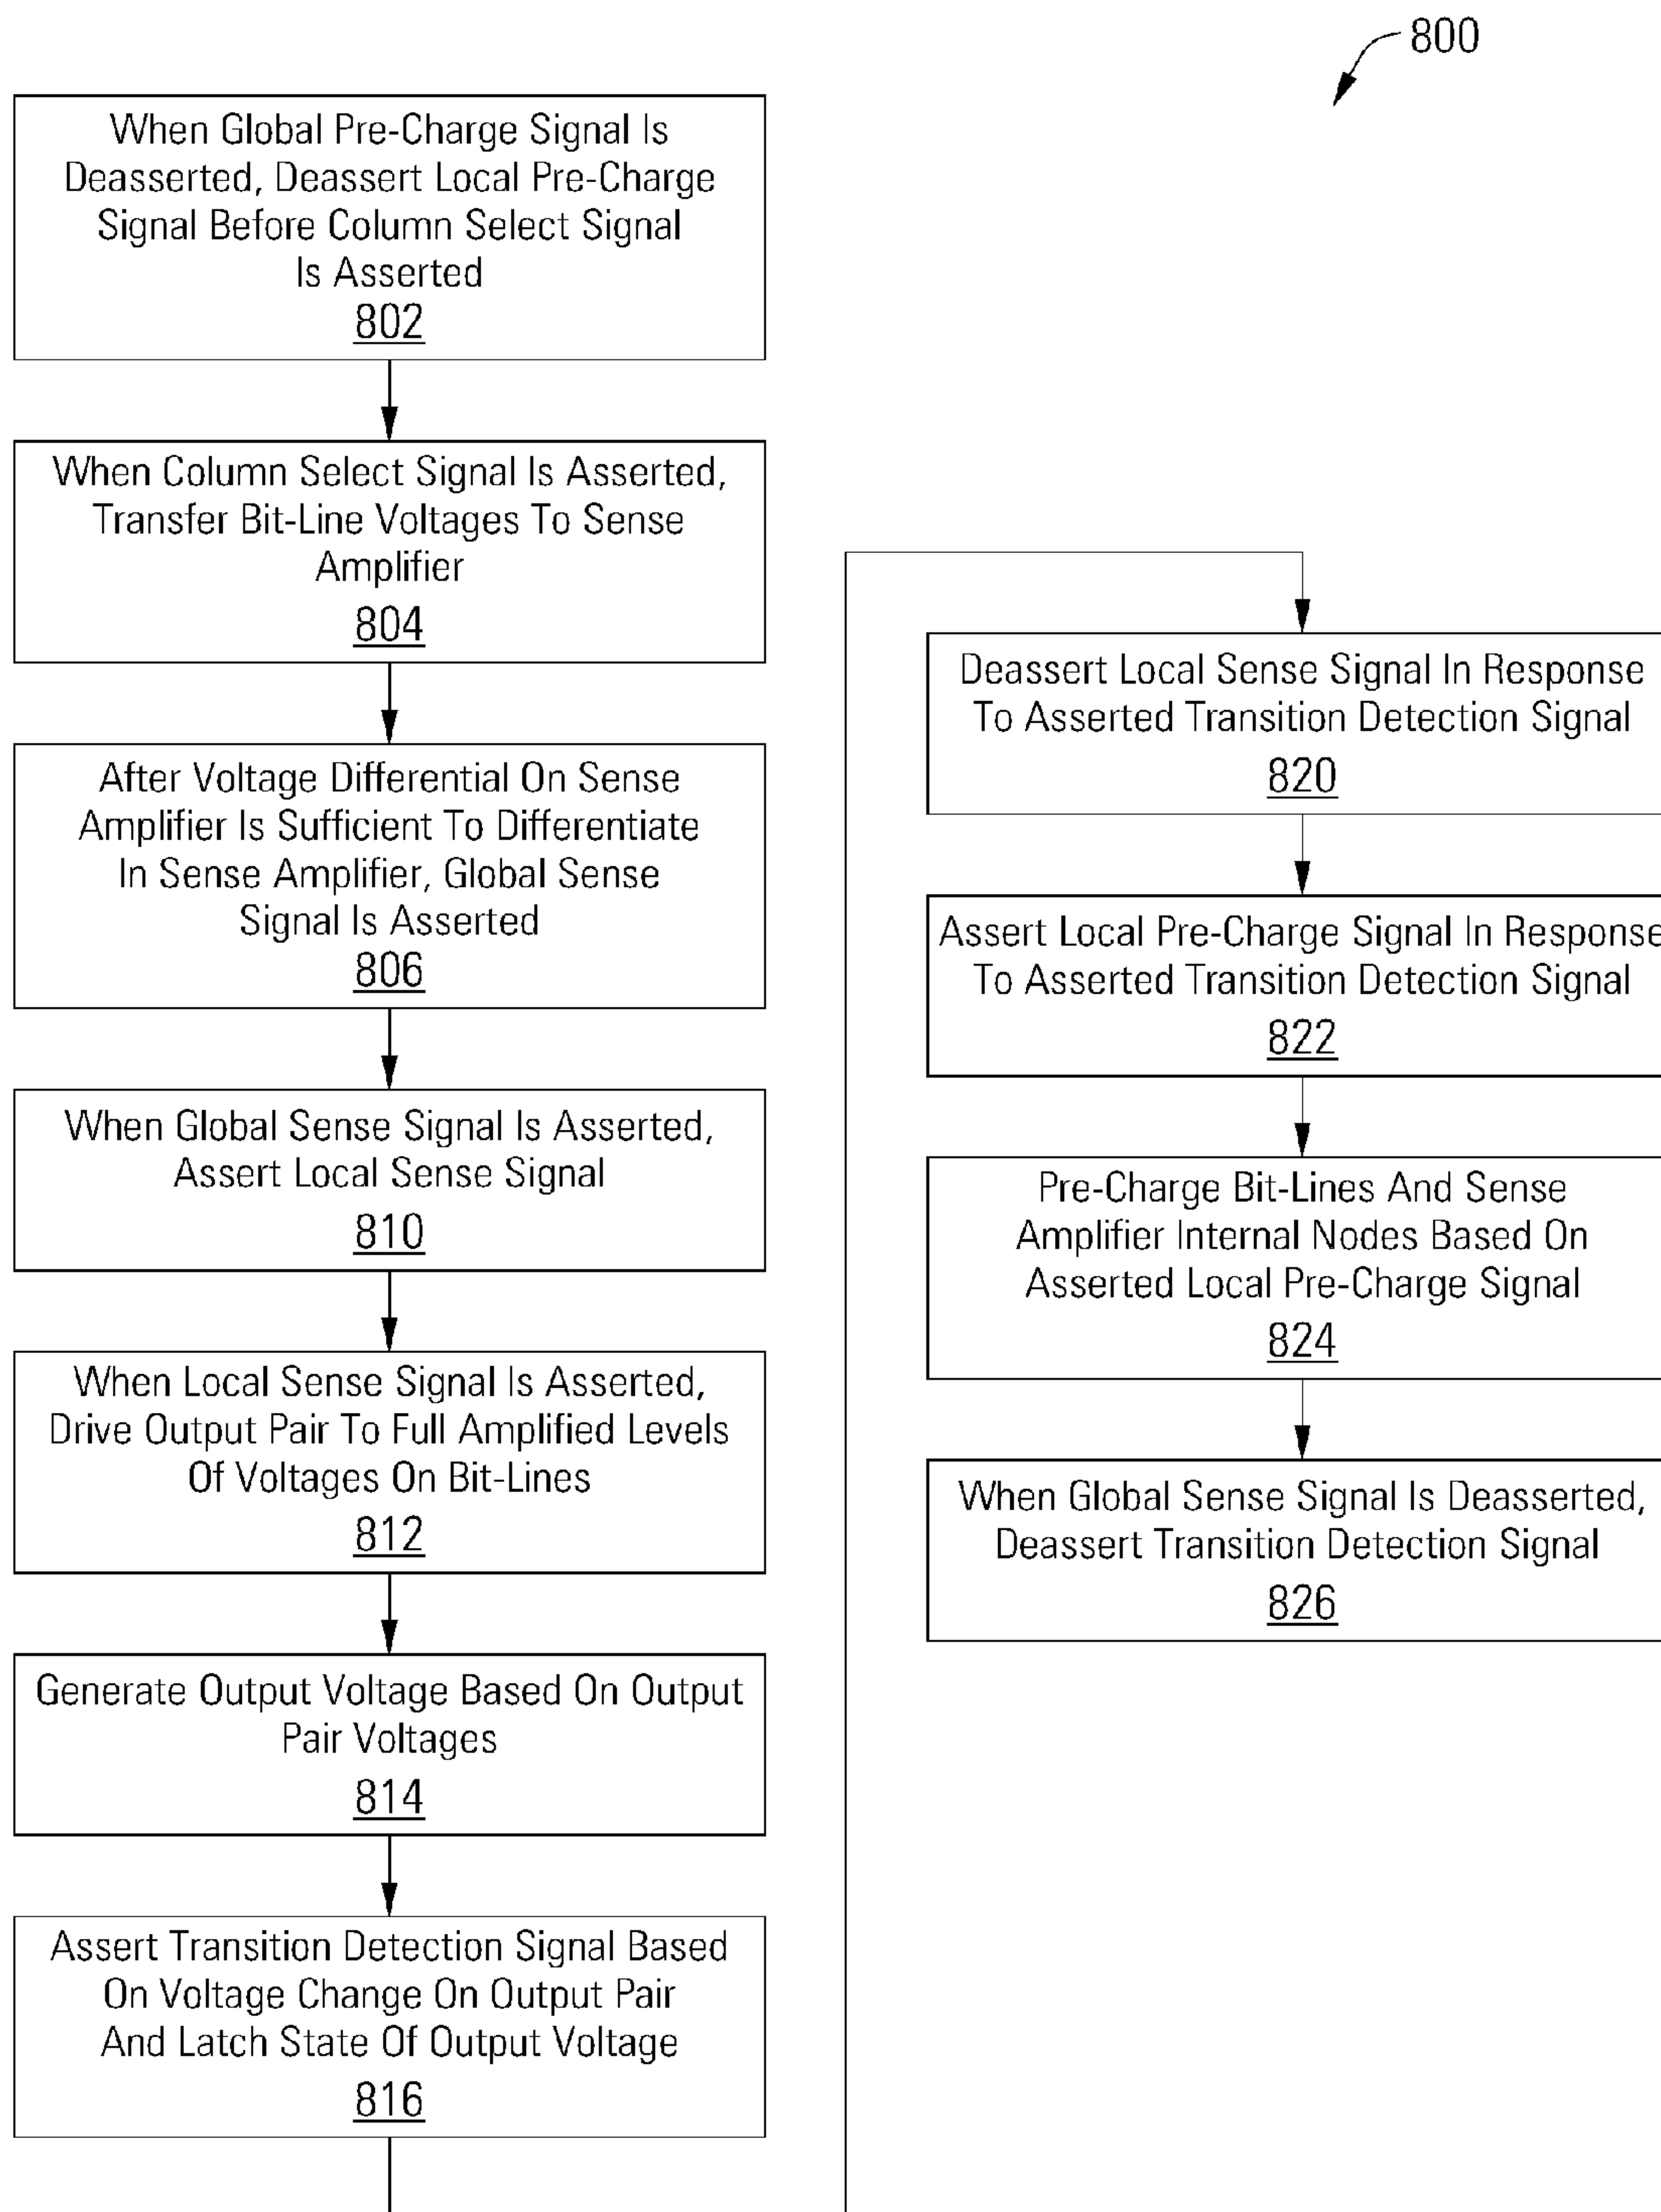 800
When Global Pre-Charge Signal Is
Deasserted, Deassert Local Pre-Charge
Signal Before Column Select Signal
Is Asserted
802
When Column Select Signal Is Asserted,
Transfer Bit-Line Voltages To Sense
Amplifier
804
After Voltage Differential On Sense
Amplifier Is Sufficient To Differentiate
In Sense Amplifier, Global Sense
Signal Is Asserted
806
When Global Sense Signal Is Asserted,
Assert Local Sense Signal
810
When Local Sense Signal Is Asserted,
Drive Output Pair To Full Amplified Levels
Of Voltages On Bit-Lines
812
Generate Output Voltage Based On Output
Pair Voltages
814
Assert Transition Detection Signal Based
On Voltage Change On Output Pair
And Latch State Of Output Voltage
816
Deassert Local Sense Signal In Response
To Asserted Transition Detection Signal
820
Assert Local Pre-Charge Signal In Response
To Asserted Transition Detection Signal
822
Pre-Charge Bit-Lines And Sense
Amplifier Internal Nodes Based On
Asserted Local Pre-Charge Signal
824
When Global Sense Signal Is Deasserted,
Deassert Transition Detection Signal
826